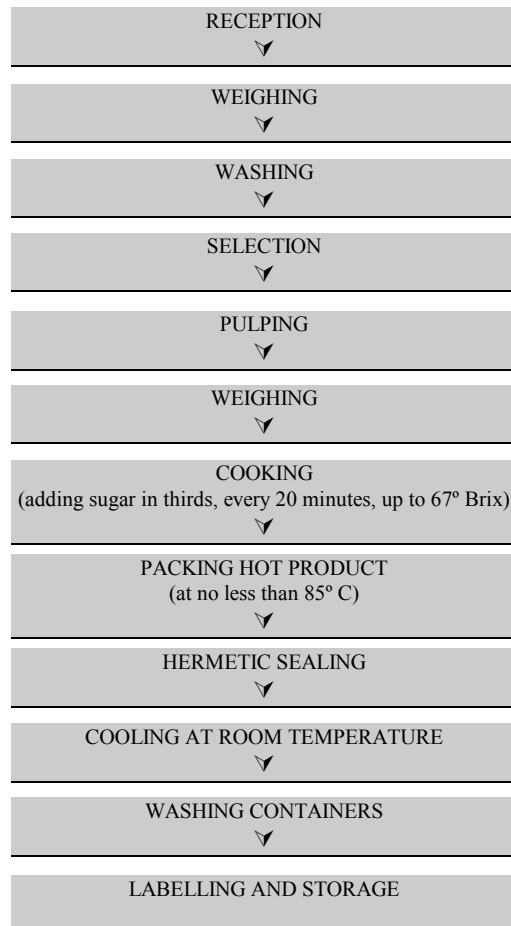 RECEPTION
WEIGHING
WASHING
SELECTION
PULPING
WEIGHING
COOKING
(adding sugar in thirds, every 20 minutes, up to 67º Brix)
PACKING HOT PRODUCT
(at no less than 85º C)
HERMETIC SEALING
COOLING AT ROOM TEMPERATURE
WASHING CONTAINERS
LABELLING AND STORAGE